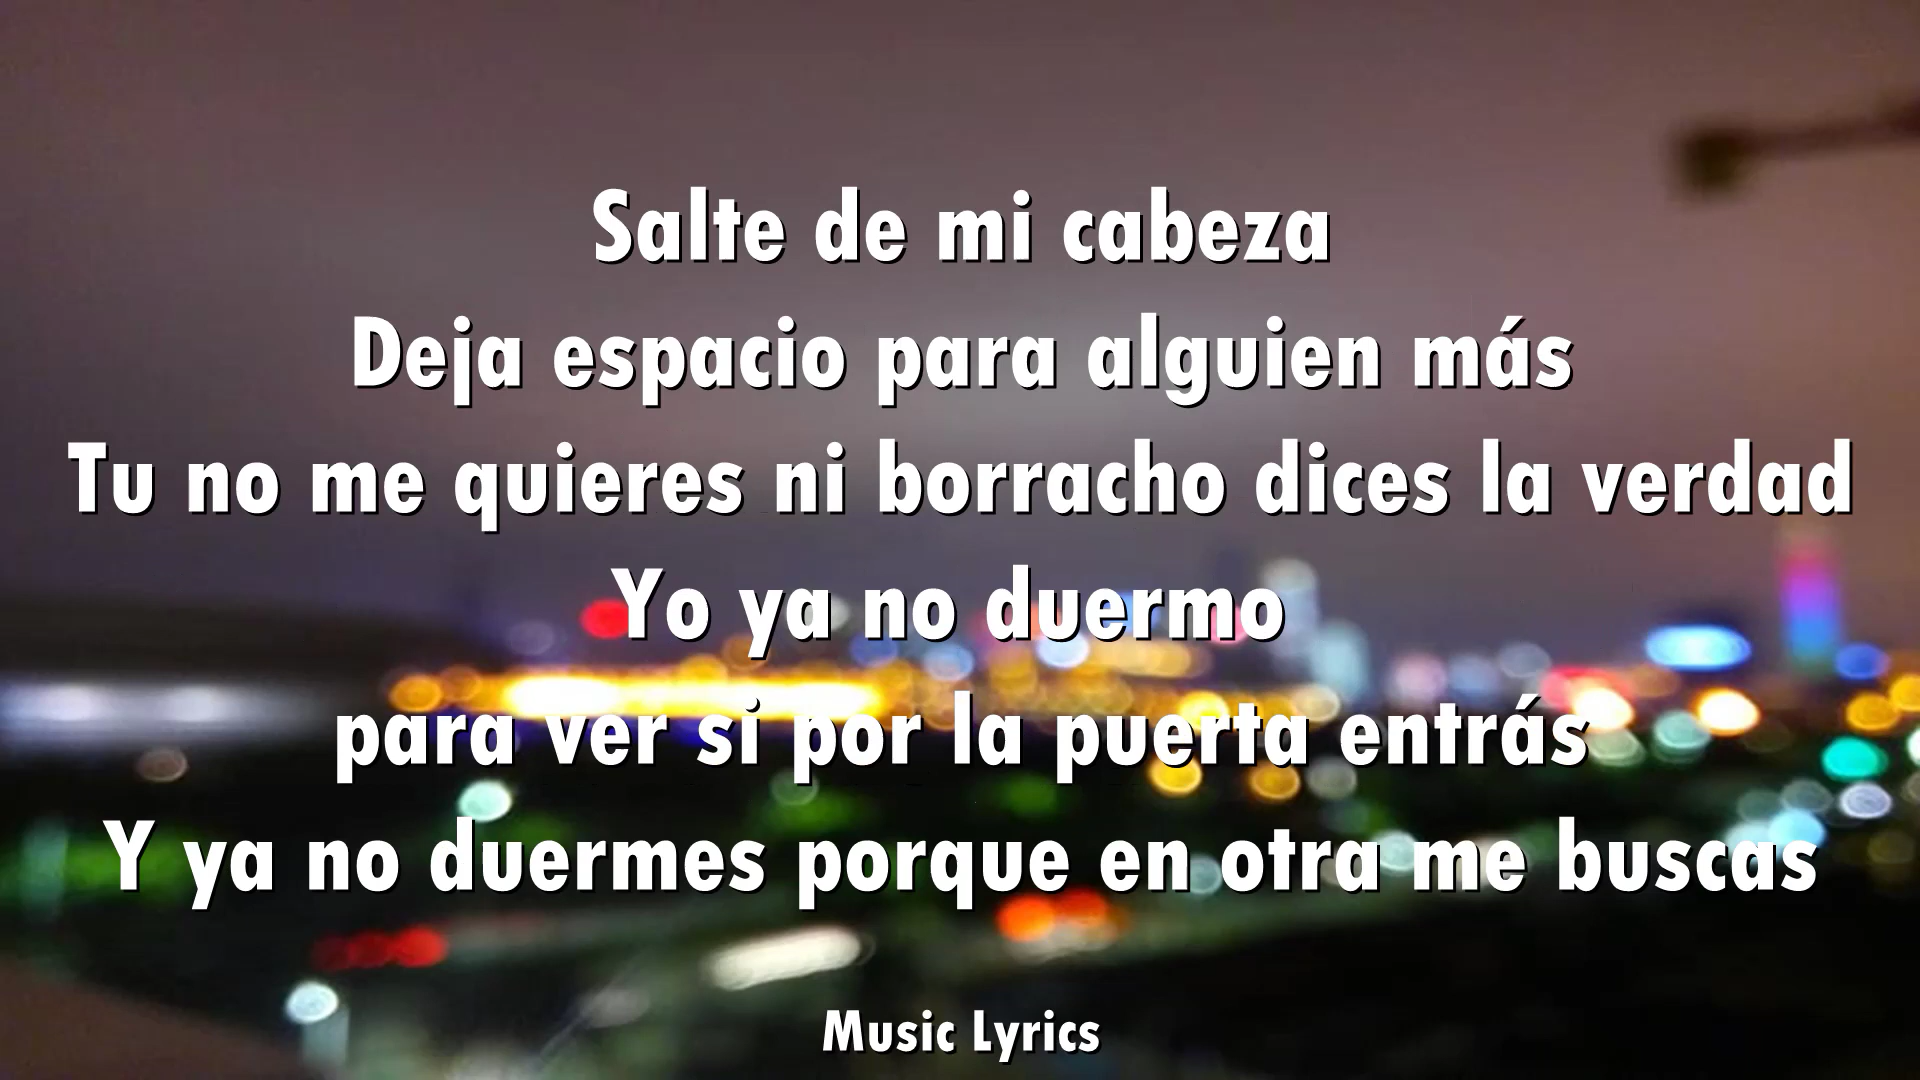 Salte de mi cabeza
Deja espacio para alguien más
Tu no me quieres ni borracho dices la verdad
Yo ya no duermo
para ver si por la puerta entrás
Y ya no duermes porque en otra me buscas
Music Lyrics